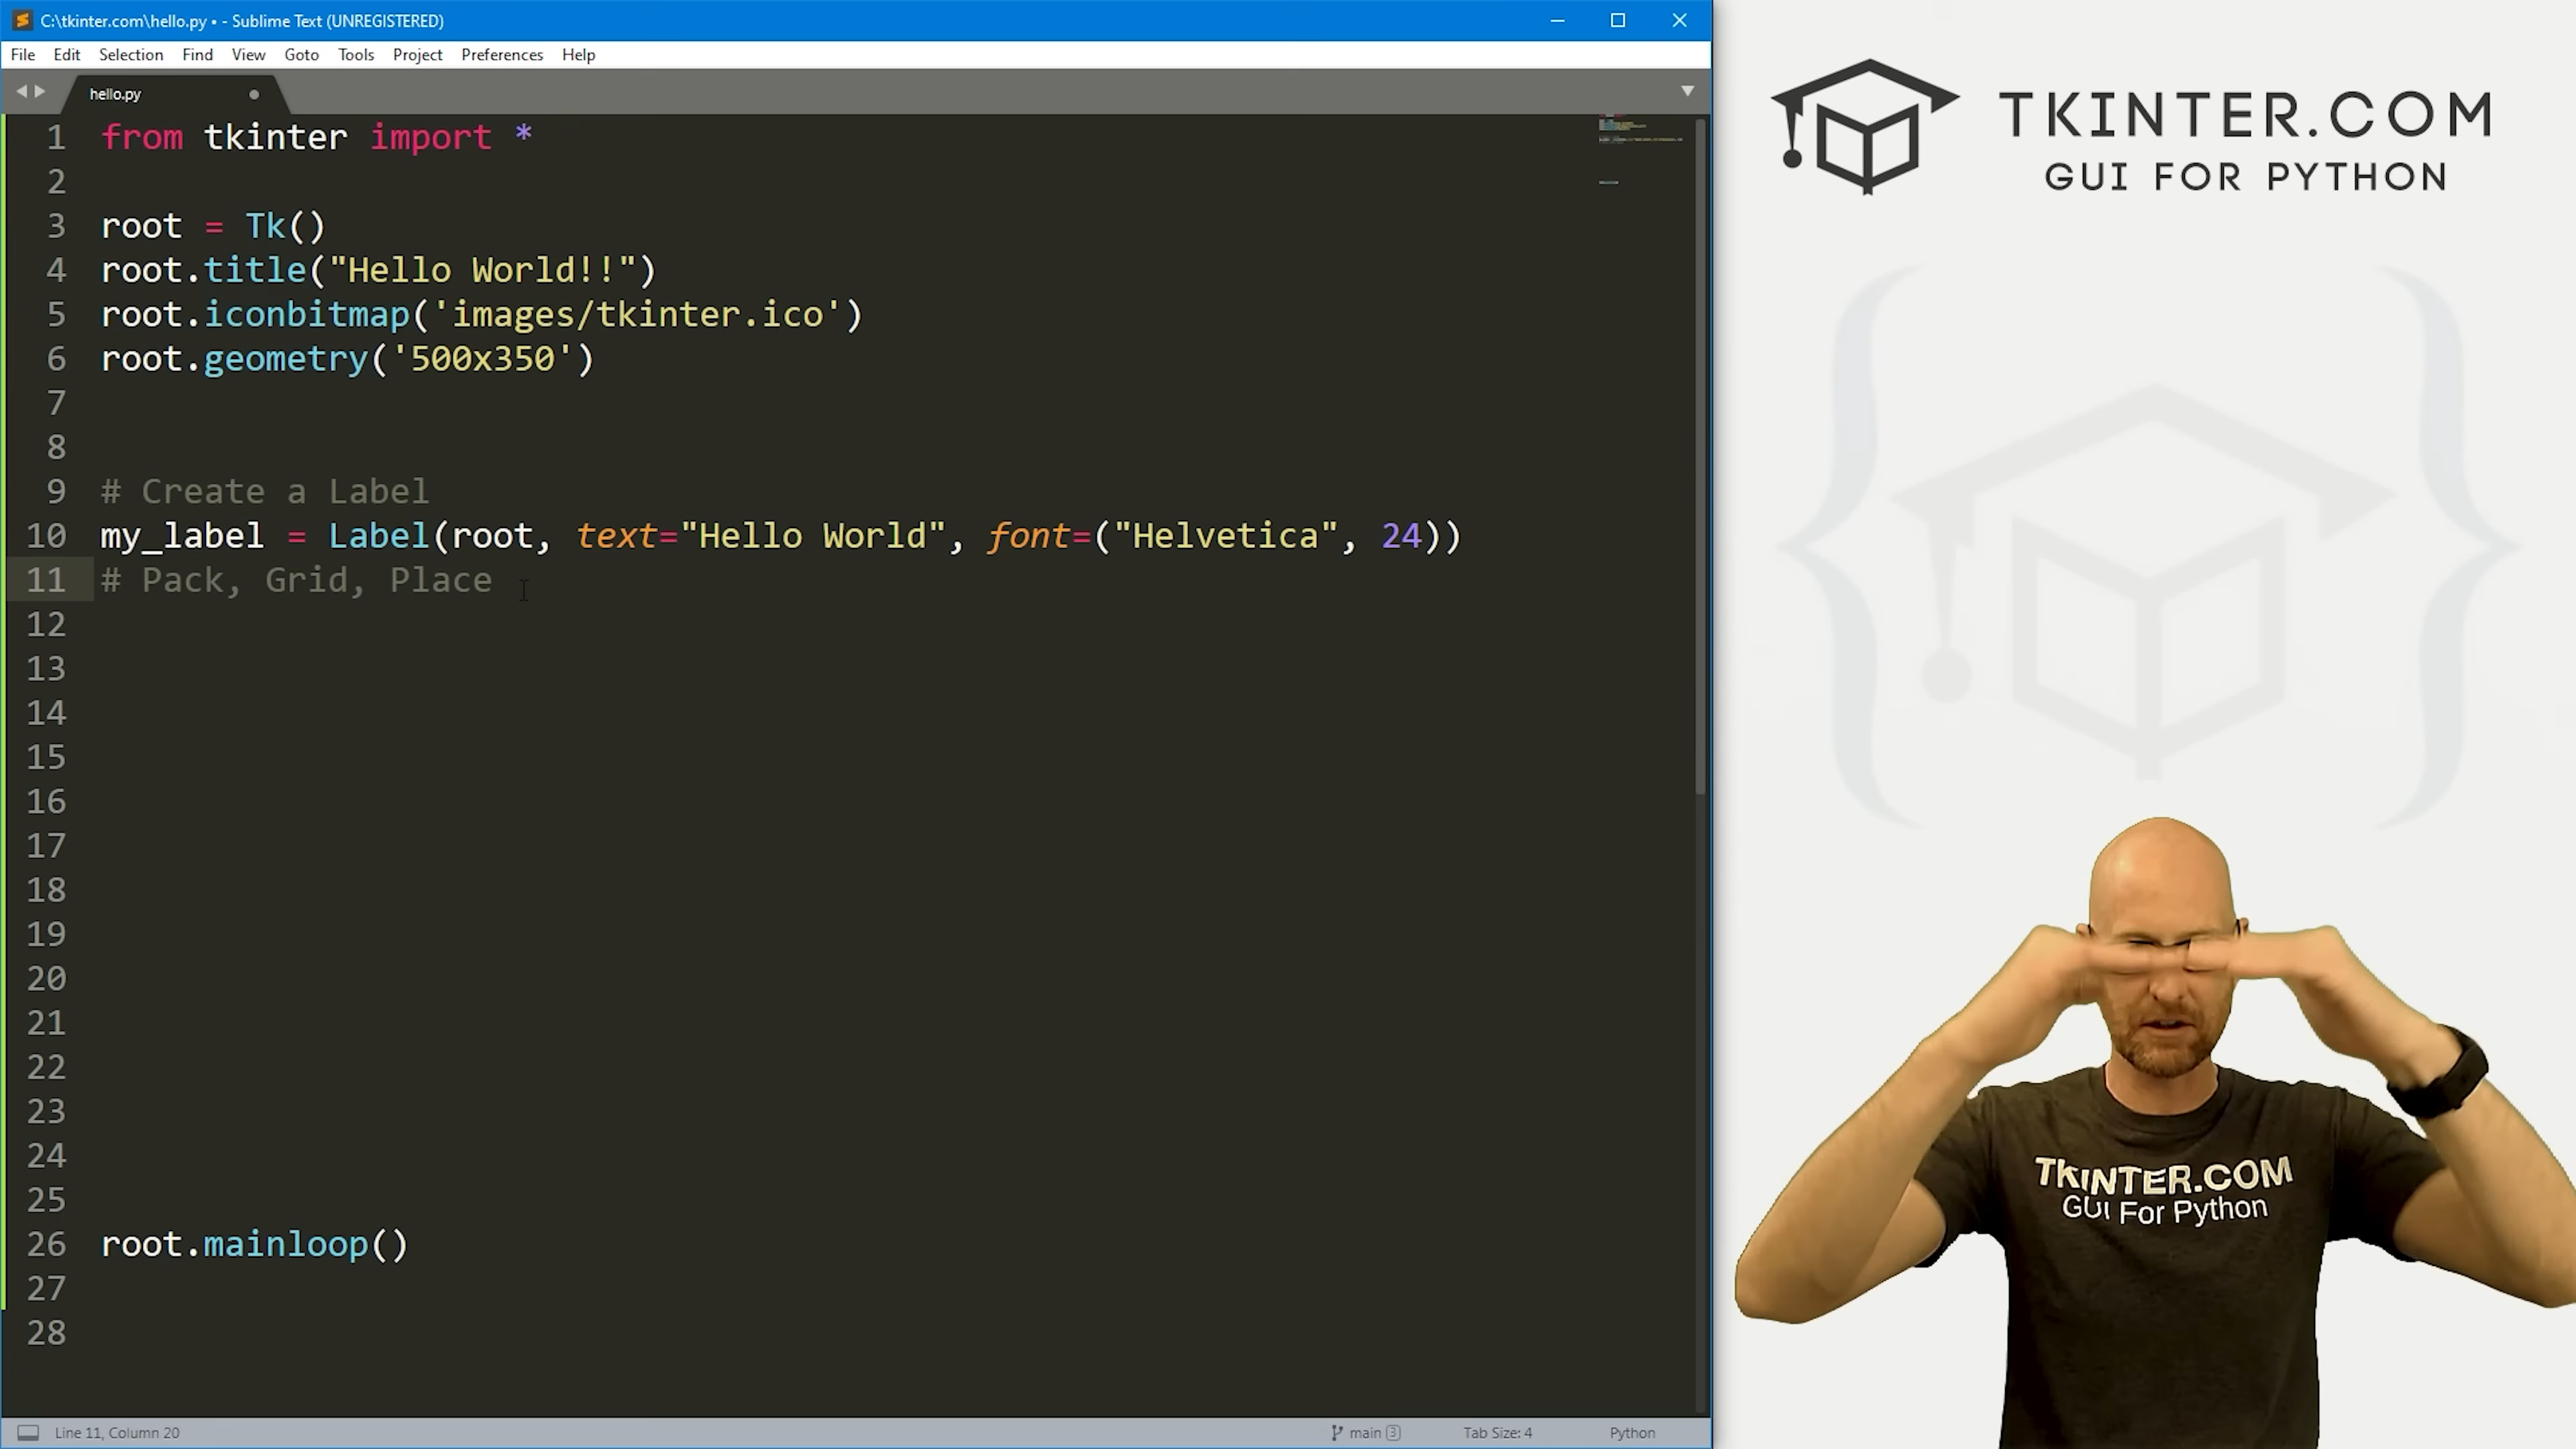 C:\tkinter.com\hello.py • - Sublime Text (UNREGISTERED)
File Edit Selection Find View Goto Tools Project Preferences Help
hello.py
1 from tkinter import *
2
3 root = Tk()
4 root.title("Hello World!!")
5 root.iconbitmap('images/tkinter.ico')
6 root.geometry('500x350')
7
8
9 # Create a Label
10 my_label = Label(root, text="Hello World", font=("Helvetica", 24))
11 # Pack, Grid, Place
12
13
14
15
16
17
18
19
20
21
22
23
24
25
26 root.mainloop()
27
28
Line 11, Column 20 main 3 Tab Size: 4 Python
TKINTER.COM
GUI FOR PYTHON
TKINTER.COM
GUI For Python